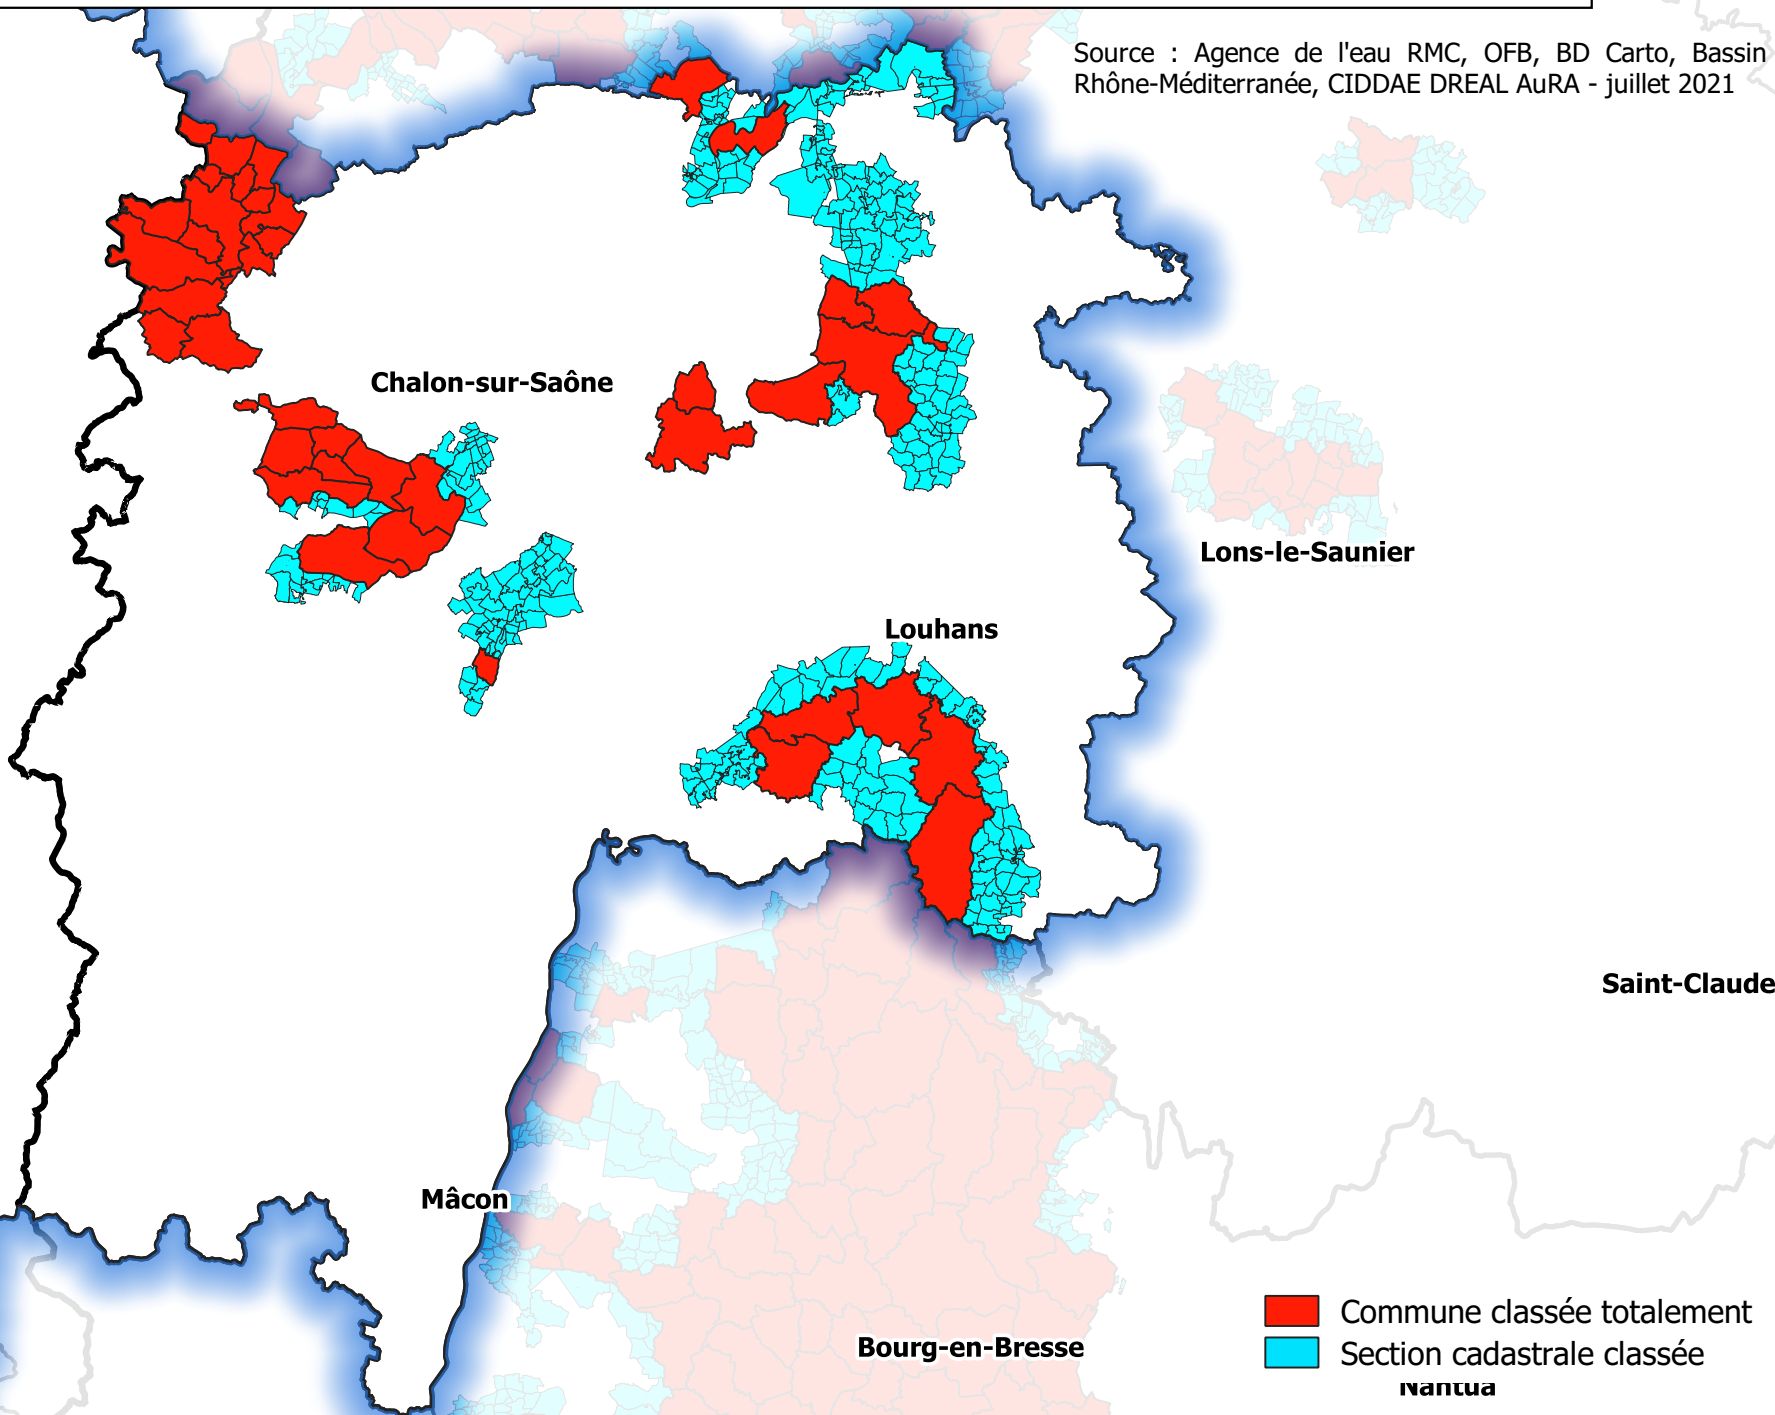 Source : Agence de l'eau RMC, OFB, BD Carto, Bassin
Rhône-Méditerranée, CIDDAE DREAL AuRA - juillet 2021
Chalon-sur-Saône
Lons-le-Saunier
Louhans
Saint-Claude
Mâcon
Bourg-en-Bresse
Commune classée totalement
Section cadastrale classée
Nantua